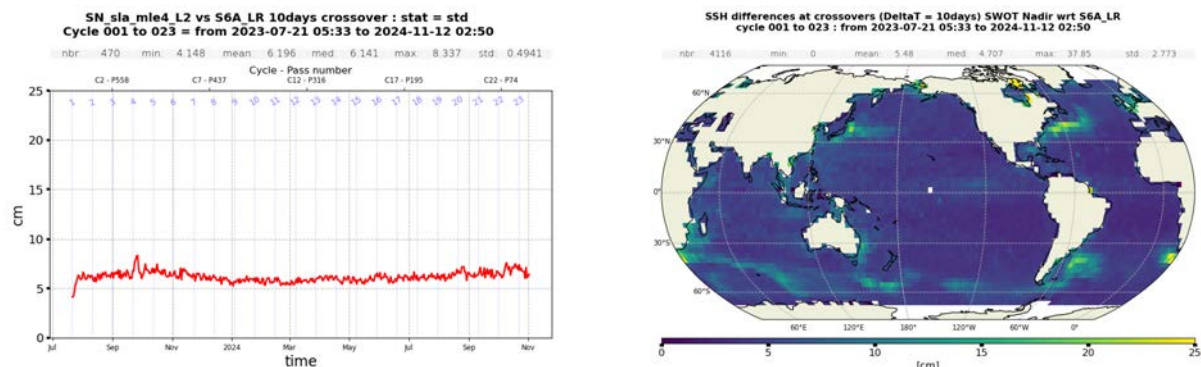 SN_sla_mle4_L2 vs S6A_LR 10days crossover : stat = std
Cycle 001 to 023 = from 2023-07-21 05:33 to 2024-11-12 02:50
nbr: 470 min: 4.148 mean: 6.196 med: 6.141 max: 8.337 std: 0.4941
Cycle - Pass number
C2 - P558 C7 - P437 C12 - P316 C17 - P195 C22 - P74
1 2 3 4 5 6 7 8 9 10 11 12 13 14 15 16 17 18 19 20 21 22 23
25
20
15
10
5
0
cm
Jul Sep Nov 2024 Mar May Jul Sep Nov
time
SSH differences at crossovers (DeltaT = 10days) SWOT Nadir wrt S6A_LR
cycle 001 to 023 : from 2023-07-21 05:33 to 2024-11-12 02:50
nbr: 4116 min: 0 mean: 5.48 med: 4.707 max: 37.85 std: 2.773
60°N 60°N
30°N 30°N
0° 0°
30°S 30°S
60°S 60°S
60°E 120°E 180° 120°W 60°W 0°
0 5 10 15 20 25
[cm]